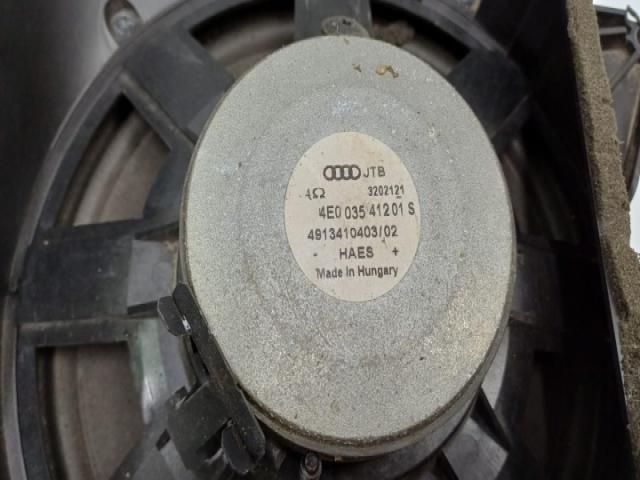 JTB
4Ω 3202121
4E0 035 412 01 S
4913410403/02
- HAES +
Made in Hungary